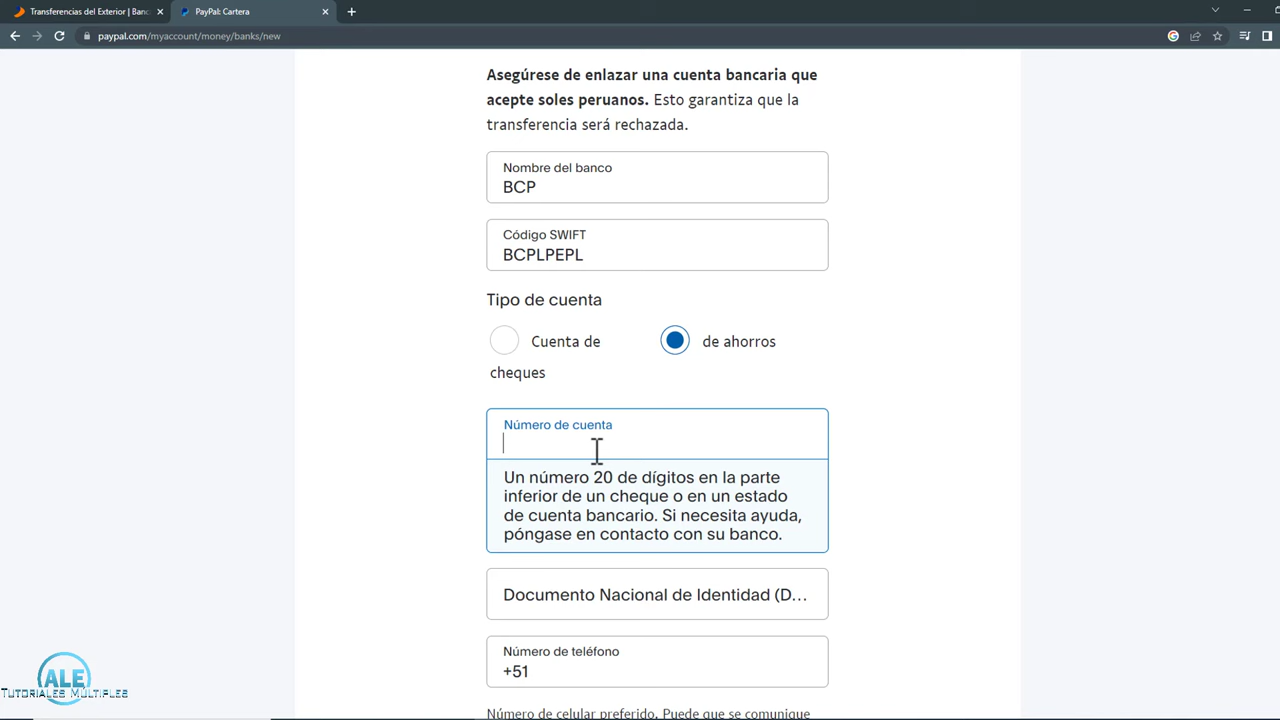 Transferencias del Exterior | Banc
PayPal: Cartera
paypal.com/myaccount/money/banks/new
Asegúrese de enlazar una cuenta bancaria que
acepte soles peruanos. Esto garantiza que la
transferencia será rechazada.
Nombre del banco
BCP
Código SWIFT
BCPLPEPL
Tipo de cuenta
Cuenta de
cheques
de ahorros
Número de cuenta
Un número 20 de dígitos en la parte
inferior de un cheque o en un estado
de cuenta bancario. Si necesita ayuda,
póngase en contacto con su banco.
Documento Nacional de Identidad (D...
Número de teléfono
+51
Número de celular preferido. Puede que se comunique
ALE
TUTORIALES MÚLTIPLES